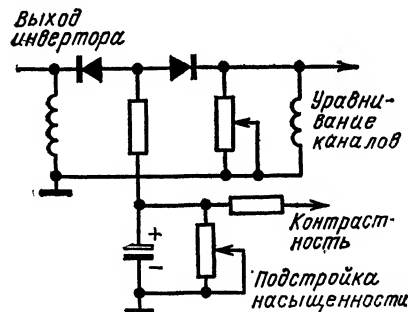 Выход
инвертора
Уравни-
вание
каналов
+
-
Контраст-
ность
Подстройка
насыщенности